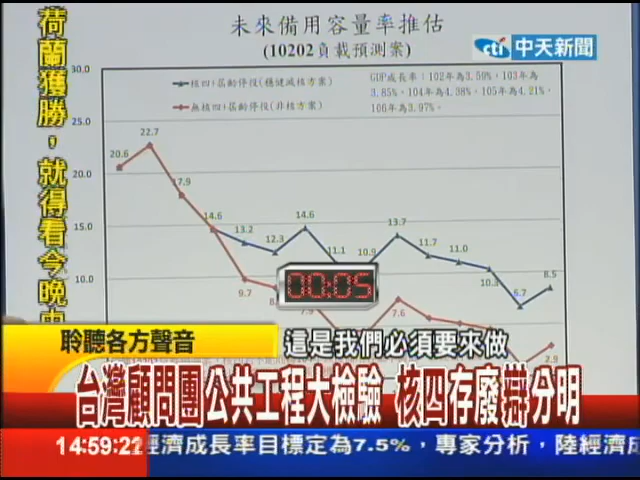 未來備用容量率推估
(10202負載預測案)
cti 中天新聞
荷蘭獲勝，就得看今晚
30.0
核四+屆齡停役(穩健減核方案)
無核四+屆齡停役(非核方案)
GDP成長率：102年為3.59%，103年為
3.85%，104年為4.38%，105年為4.21%，
106年為3.97%。
25.0
20.6
22.7
20.0
17.9
15.0
14.6
13.2
12.3
14.6
11.1
10.9
13.7
11.7
11.0
10.3
6.7
8.5
10.0
9.7
7.9
7.6
2.9
00:05
聆聽各方聲音
這是我們必須要來做
台灣顧問團公共工程大檢驗 核四存廢辯分明
14:59:22
經濟成長率目標定為7.5%，專家分析，陸經濟成